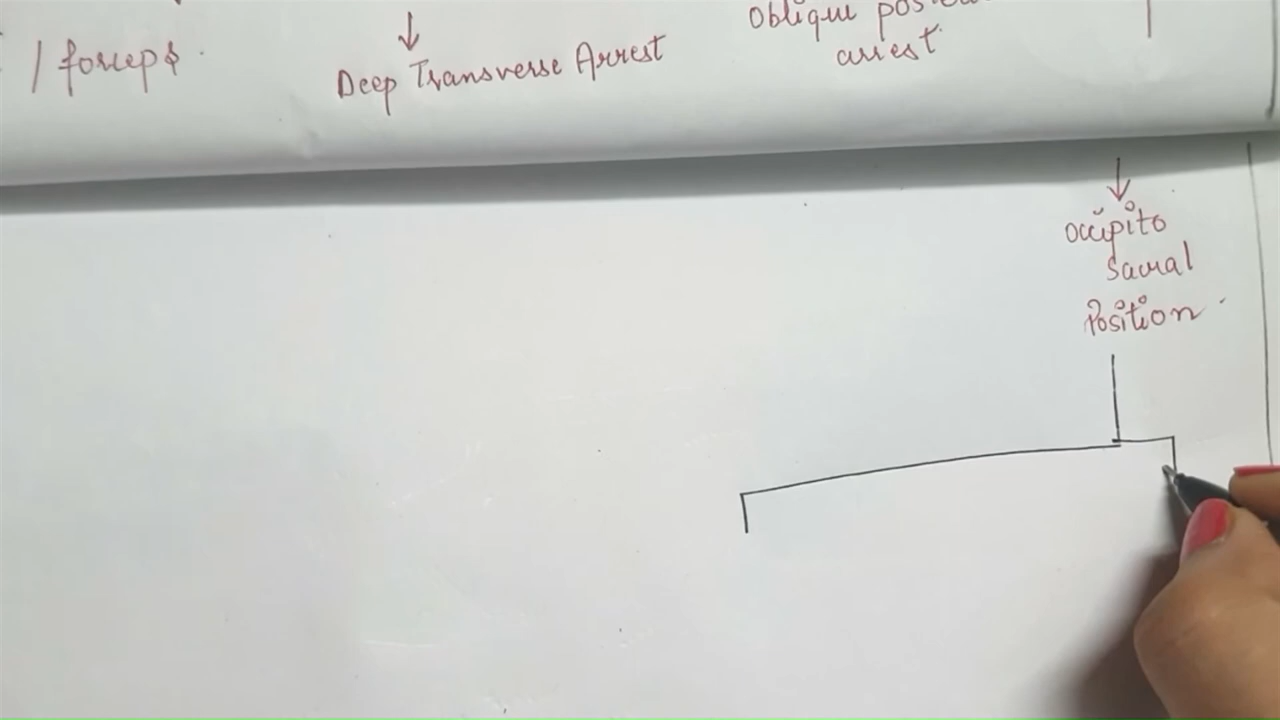 / forceps
Deep Transverse Arrest
Oblique
arrest
Occipito
Sacral
Position